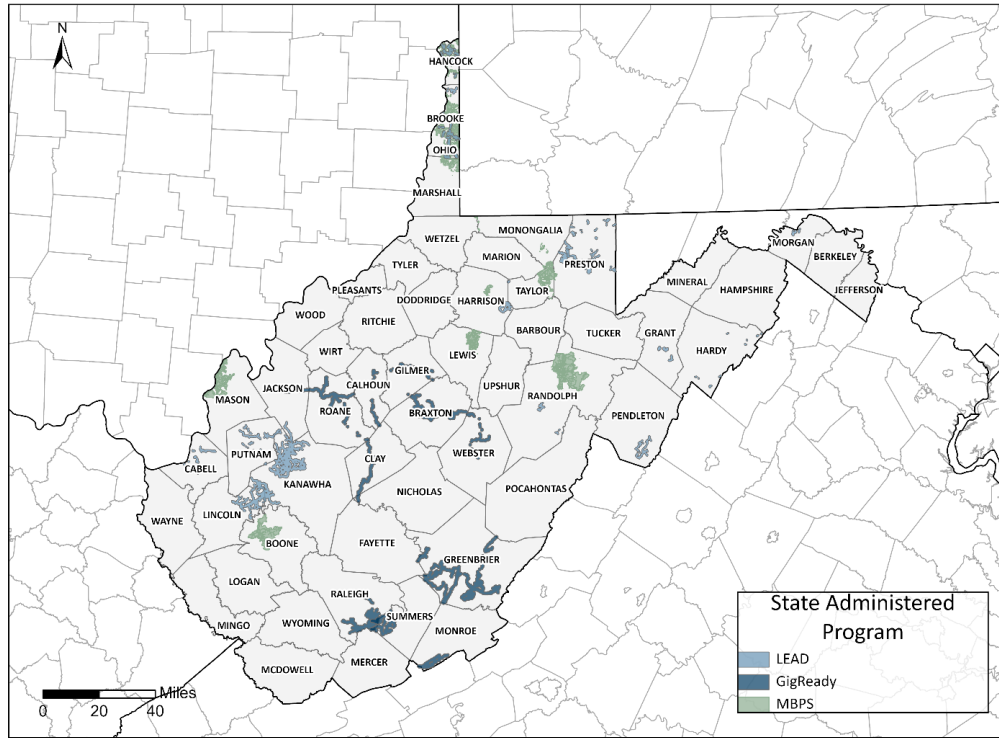 N
HANCOCK
BROOKE
OHIO
MARSHALL
WETZEL
MONONGALIA
MORGAN
MARION
PRESTON
BERKELEY
TYLER
MINERAL
HAMPSHIRE
JEFFERSON
PLEASANTS
DODDRIDGE
HARRISON
TAYLOR
WOOD
RITCHIE
BARBOUR
TUCKER
GRANT
HARDY
WIRT
LEWIS
GILMER
JACKSON
CALHOUN
UPSHUR
RANDOLPH
MASON
ROANE
BRAXTON
PENDLETON
PUTNAM
CABELL
CLAY
WEBSTER
KANAWHA
NICHOLAS
POCAHONTAS
LINCOLN
WAYNE
BOONE
FAYETTE
GREENBRIER
LOGAN
RALEIGH
SUMMERS
MINGO
WYOMING
MONROE
MCDOWELL
MERCER
Miles
0 20 40
State Administered
Program
LEAD
GigReady
MBPS